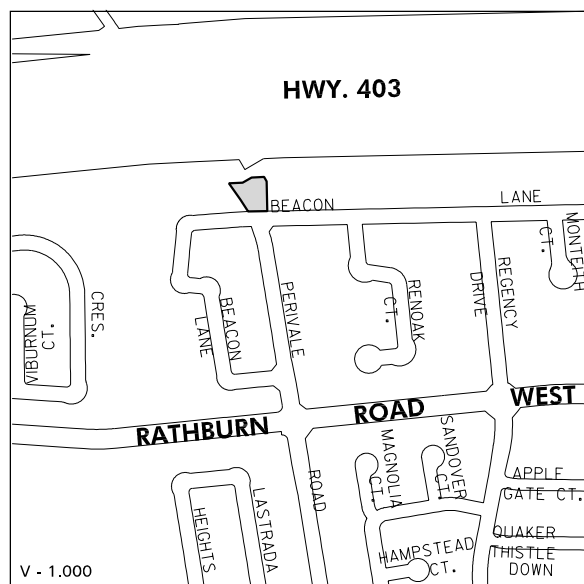 HWY. 403
BEACON LANE
MONTEITH
CT.
CRES.
VIBURNUM
CT.
BEACON
LANE
PERIVALE
RENOAK
CT.
REGENCY
DRIVE
RATHBURN ROAD WEST
MAGNOLIA
CT.
SANDOVER
CT.
ROAD
APPLE
GATE CT.
LASTRADA
HEIGHTS
QUAKER
THISTLE
DOWN
HAMPSTEAD
CT.
V - 1.000